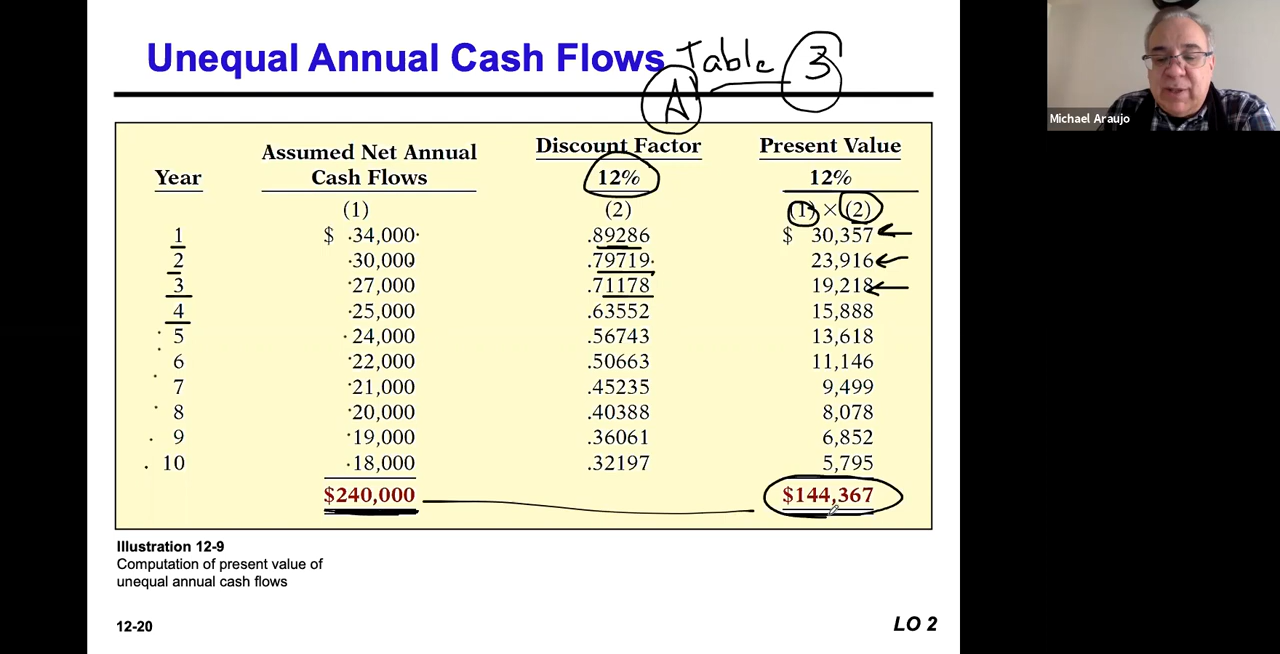 Unequal Annual Cash Flows Table 3
A
Assumed Net Annual Discount Factor Present Value
Year Cash Flows 12% 12%
(1) (2) (1) × (2)
1 $ 34,000 .89286 $ 30,357
2 30,000 .79719 23,916
3 27,000 .71178 19,218
4 25,000 .63552 15,888
5 24,000 .56743 13,618
6 22,000 .50663 11,146
7 21,000 .45235 9,499
8 20,000 .40388 8,078
9 19,000 .36061 6,852
10 18,000 .32197 5,795
$240,000 $144,367
Illustration 12-9
Computation of present value of
unequal annual cash flows
12-20 LO 2
Michael Araujo